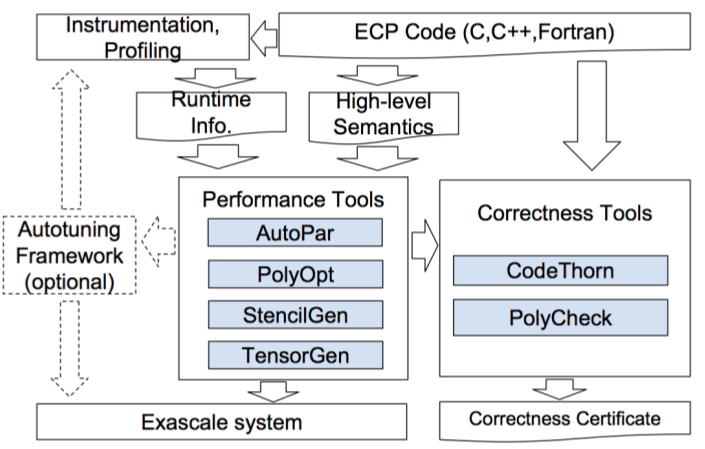 Instrumentation,
Profiling
ECP Code (C,C++,Fortran)
Runtime
Info.
High-level
Semantics
Performance Tools
AutoPar
PolyOpt
StencilGen
TensorGen
Correctness Tools
CodeThorn
PolyCheck
Autotuning
Framework
(optional)
Exascale system
Correctness Certificate